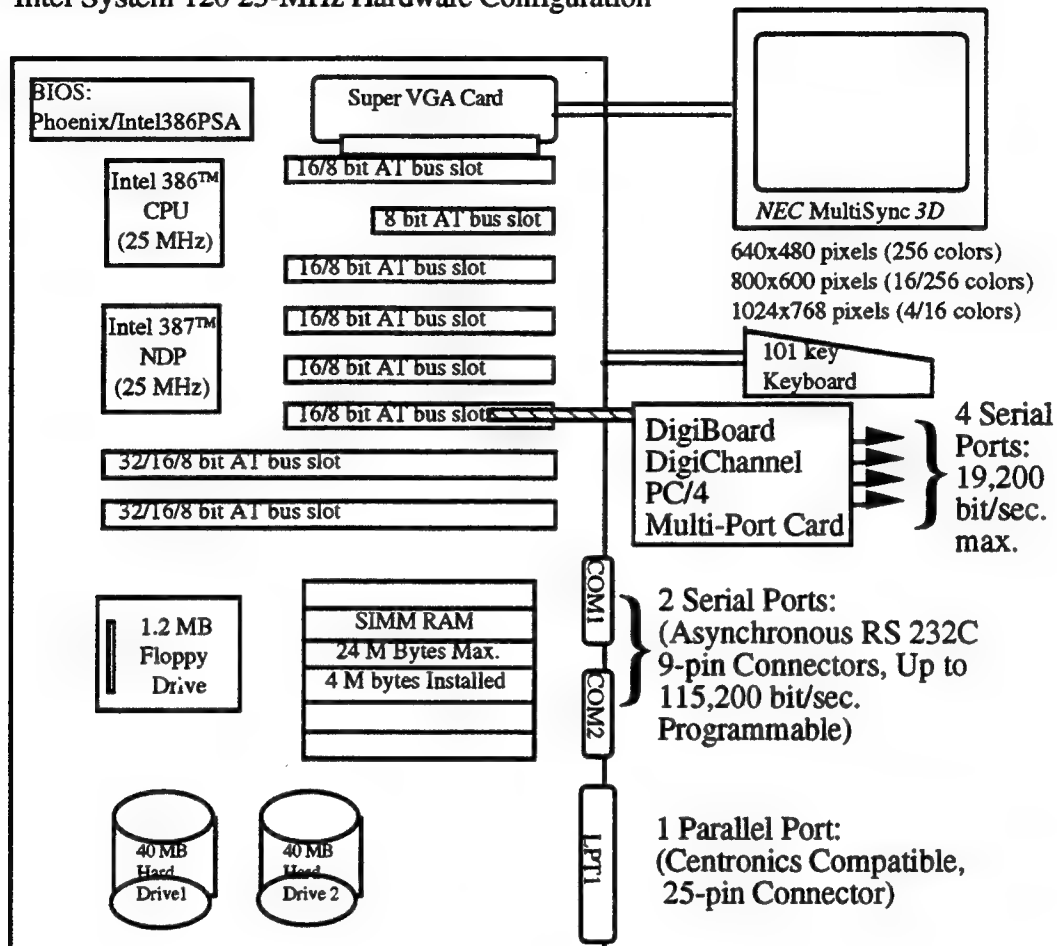 Intel System 120 25-MHz Hardware Configuration
BIOS:
Phoenix/Intel386PSA
Super VGA Card
16/8 bit AT bus slot
Intel 386™
CPU
(25 MHz)
8 bit AT bus slot
NEC MultiSync 3D
640x480 pixels (256 colors)
800x600 pixels (16/256 colors)
1024x768 pixels (4/16 colors)
16/8 bit AT bus slot
Intel 387™
NDP
(25 MHz)
16/8 bit AT bus slot
16/8 bit AT bus slot
101 key
Keyboard
16/8 bit AT bus slot
DigiBoard
DigiChannel
PC/4
Multi-Port Card
4 Serial
Ports:
19,200
bit/sec.
max.
32/16/8 bit AT bus slot
32/16/8 bit AT bus slot
1.2 MB
Floppy
Drive
SIMM RAM
24 M Bytes Max.
4 M bytes Installed
COM1
COM2
2 Serial Ports:
(Asynchronous RS 232C
9-pin Connectors, Up to
115,200 bit/sec.
Programmable)
40 MB
Hard
Drive1
40 MB
Hard
Drive 2
LPT1
1 Parallel Port:
(Centronics Compatible,
25-pin Connector)